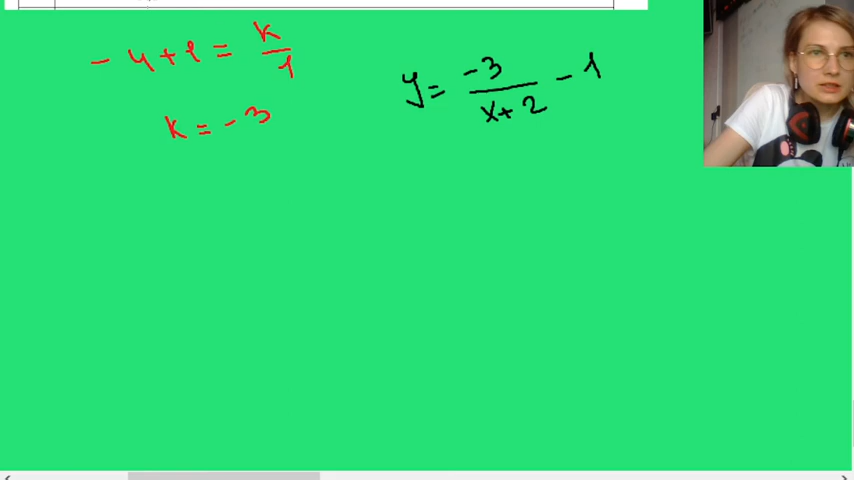 -4+1 = k/1
k = -3
y = -3/(x+2) - 1